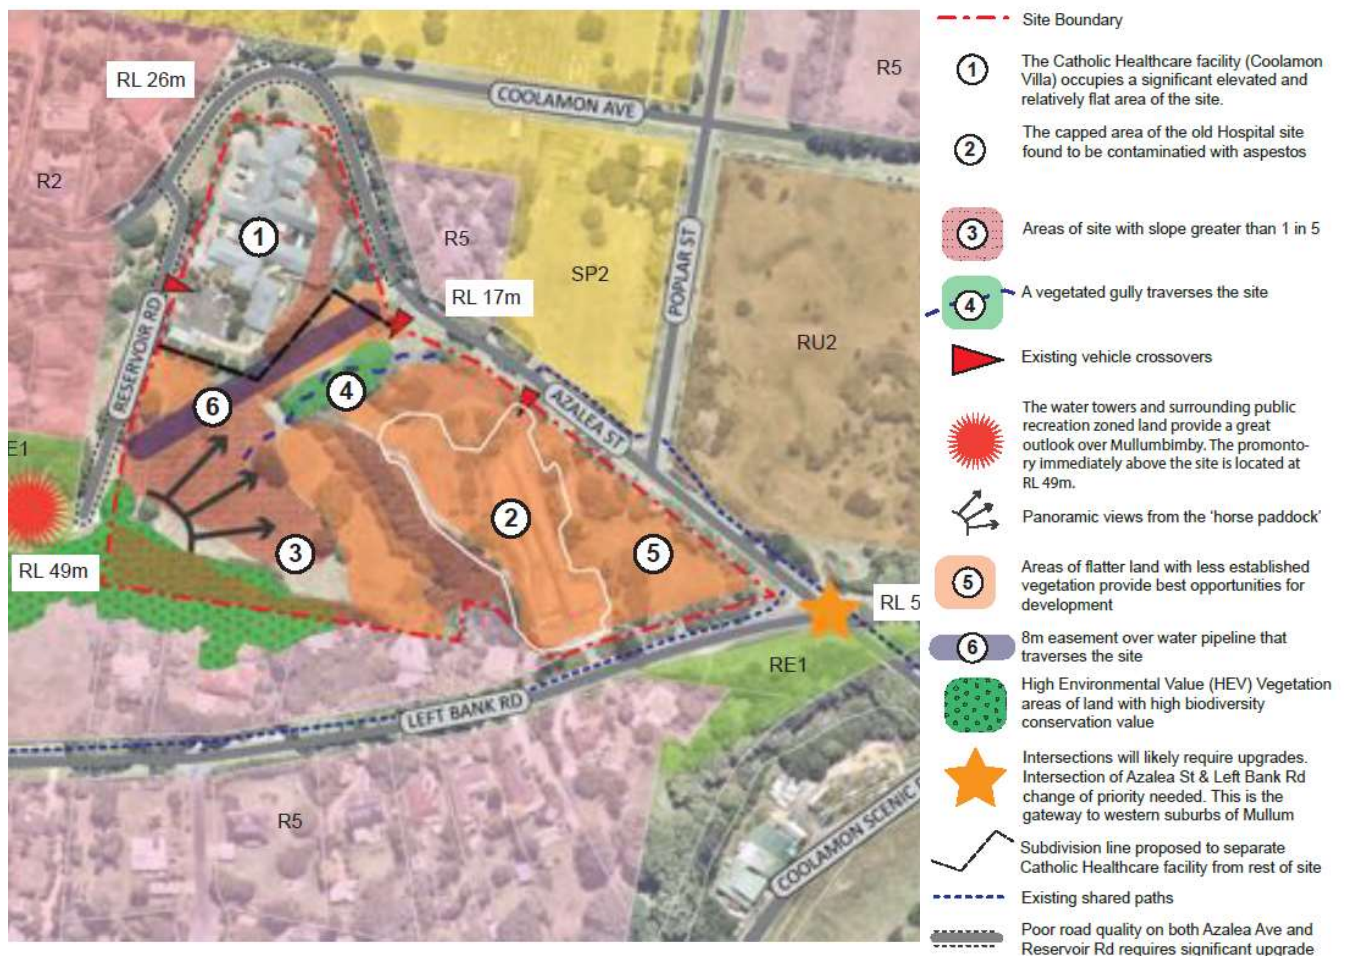 RL 26m
COOLAMON AVE
R5
R2
1
R5
SP2
POPLAR ST
RL 17m
RU2
RESERVOIR RD
6
4
AZALEA ST
E1
2
3
5
RL 49m
RL 5
RE1
LEFT BANK RD
R5
COOLAMON SCENIC
Site Boundary
1
The Catholic Healthcare facility (Coolamon
Villa) occupies a significant elevated and
relatively flat area of the site.
2
The capped area of the old Hospital site
found to be contaminatied with aspestos
3
Areas of site with slope greater than 1 in 5
4
A vegetated gully traverses the site
Existing vehicle crossovers
The water towers and surrounding public
recreation zoned land provide a great
outlook over Mullumbimby. The promonto-
ry immediately above the site is located at
RL 49m.
Panoramic views from the ‘horse paddock’
5
Areas of flatter land with less established
vegetation provide best opportunities for
development
6
8m easement over water pipeline that
traverses the site
High Environmental Value (HEV) Vegetation
areas of land with high biodiversity
conservation value
Intersections will likely require upgrades.
Intersection of Azalea St & Left Bank Rd
change of priority needed. This is the
gateway to western suburbs of Mullum
Subdivision line proposed to separate
Catholic Healthcare facility from rest of site
Existing shared paths
Poor road quality on both Azalea Ave and
Reservoir Rd requires significant upgrade